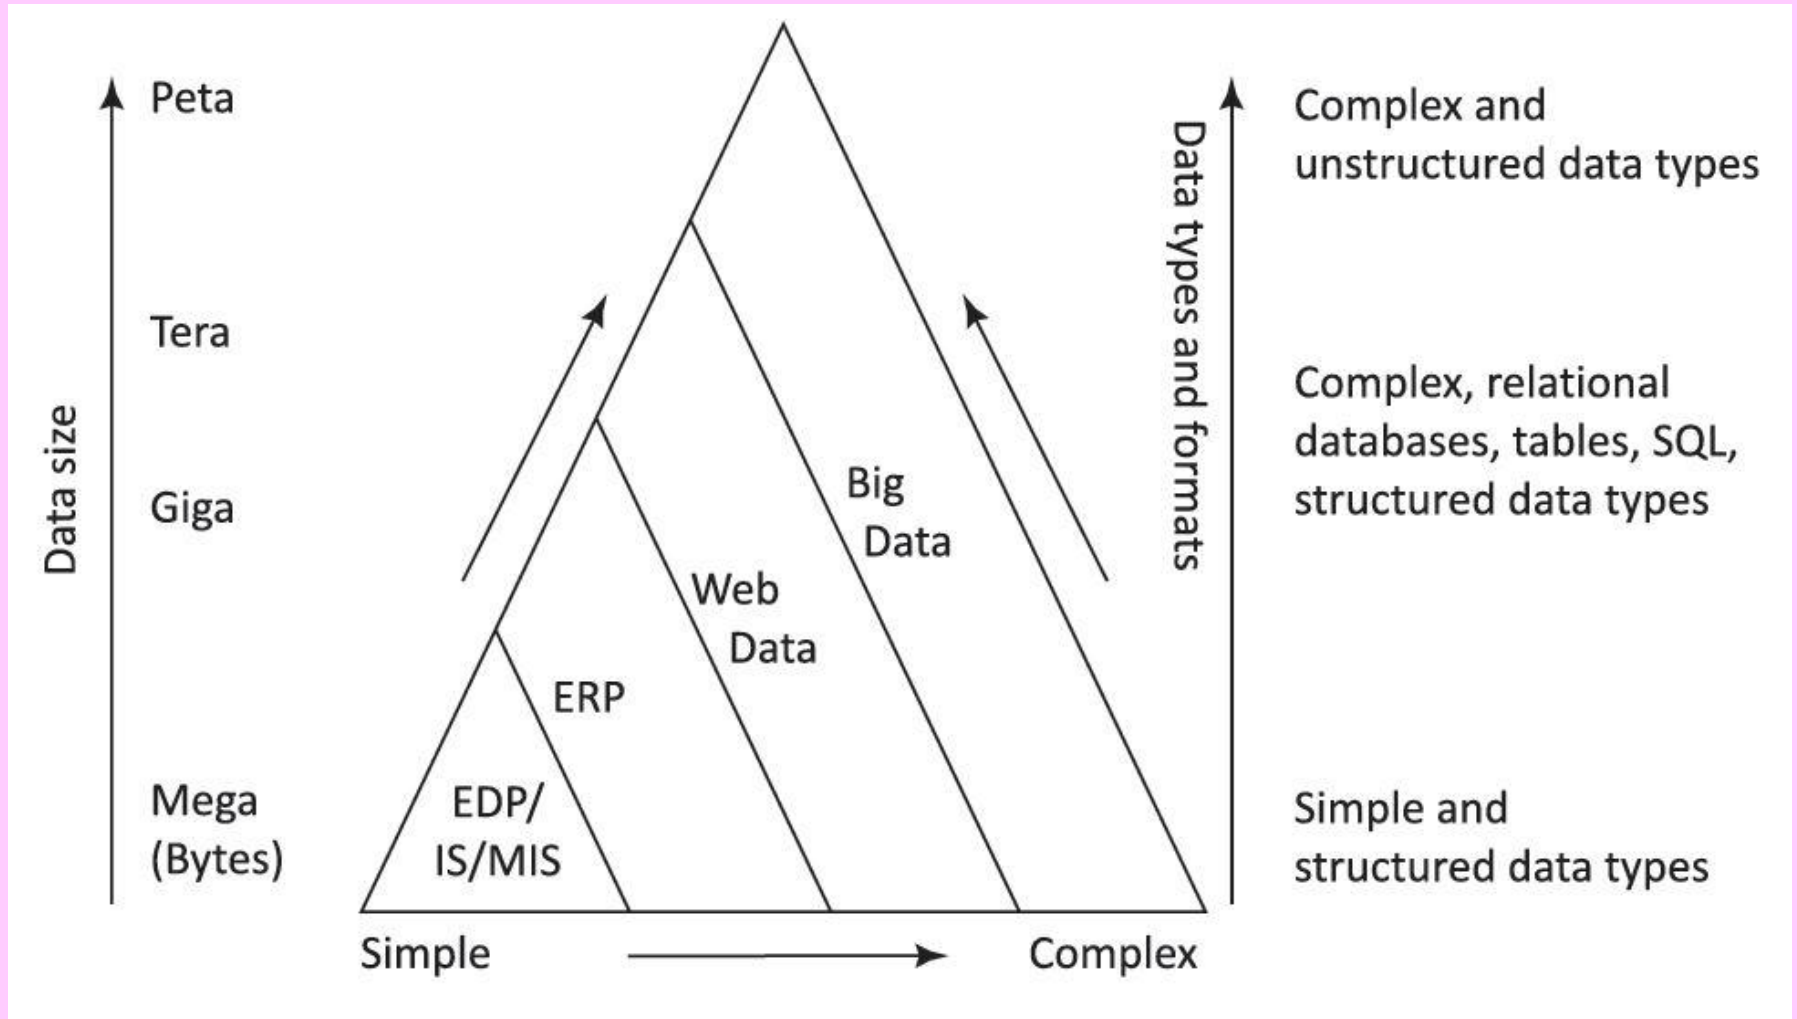 Data size
Peta
Tera
Giga
Mega
(Bytes)
Big
Data
Web
Data
ERP
EDP/
IS/MIS
Simple
Complex
Data types and formats
Complex and
unstructured data types
Complex, relational
databases, tables, SQL,
structured data types
Simple and
structured data types